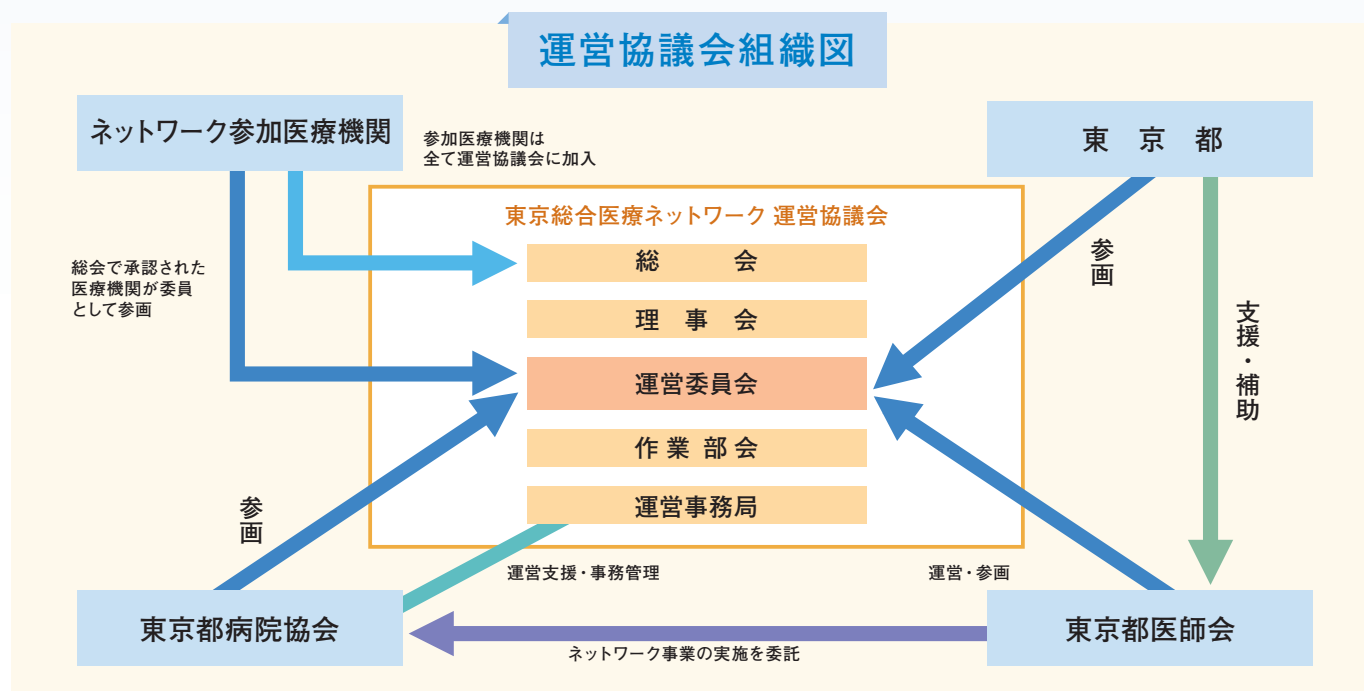 運営協議会組織図
ネットワーク参加医療機関
参加医療機関は
全て運営協議会に加入
東京都
東京総合医療ネットワーク 運営協議会
総会
理事会
運営委員会
作業部会
運営事務局
総会で承認された
医療機関が委員
として参画
参画
支援・補助
参画
運営支援・事務管理
運営・参画
東京都病院協会
東京都医師会
ネットワーク事業の実施を委託